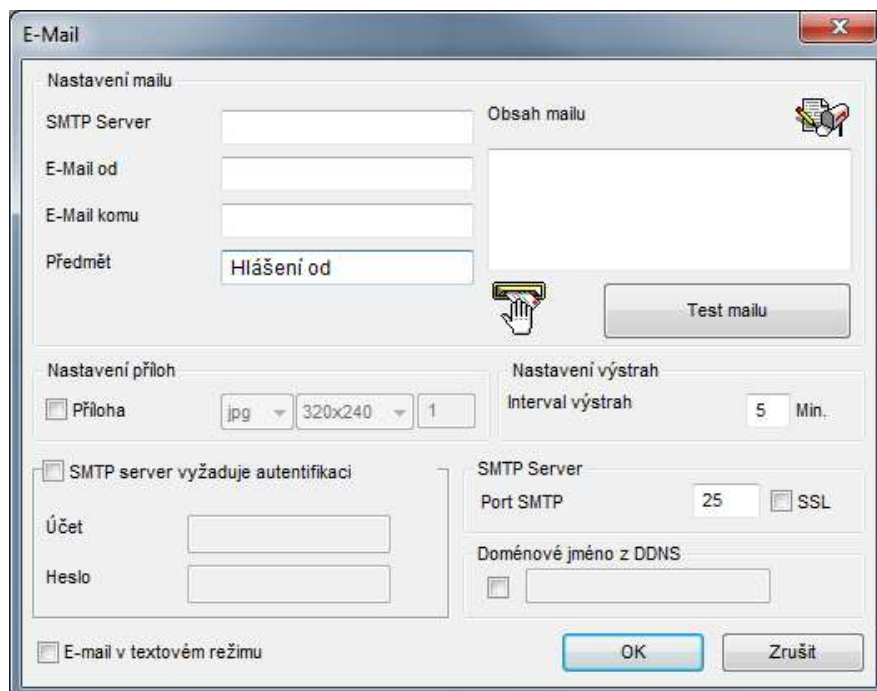 E-Mail
Nastavení mailu
SMTP Server
Obsah mailu
E-Mail od
E-Mail komu
Předmět
Hlášení od
Test mailu
Nastavení příloh
Příloha
jpg
320x240
1
Nastavení výstrah
Interval výstrah
5
Min.
SMTP server vyžaduje autentifikaci
Účet
Heslo
SMTP Server
Port SMTP
25
SSL
Doménové jméno z DDNS
E-mail v textovém režimu
OK
Zrušit